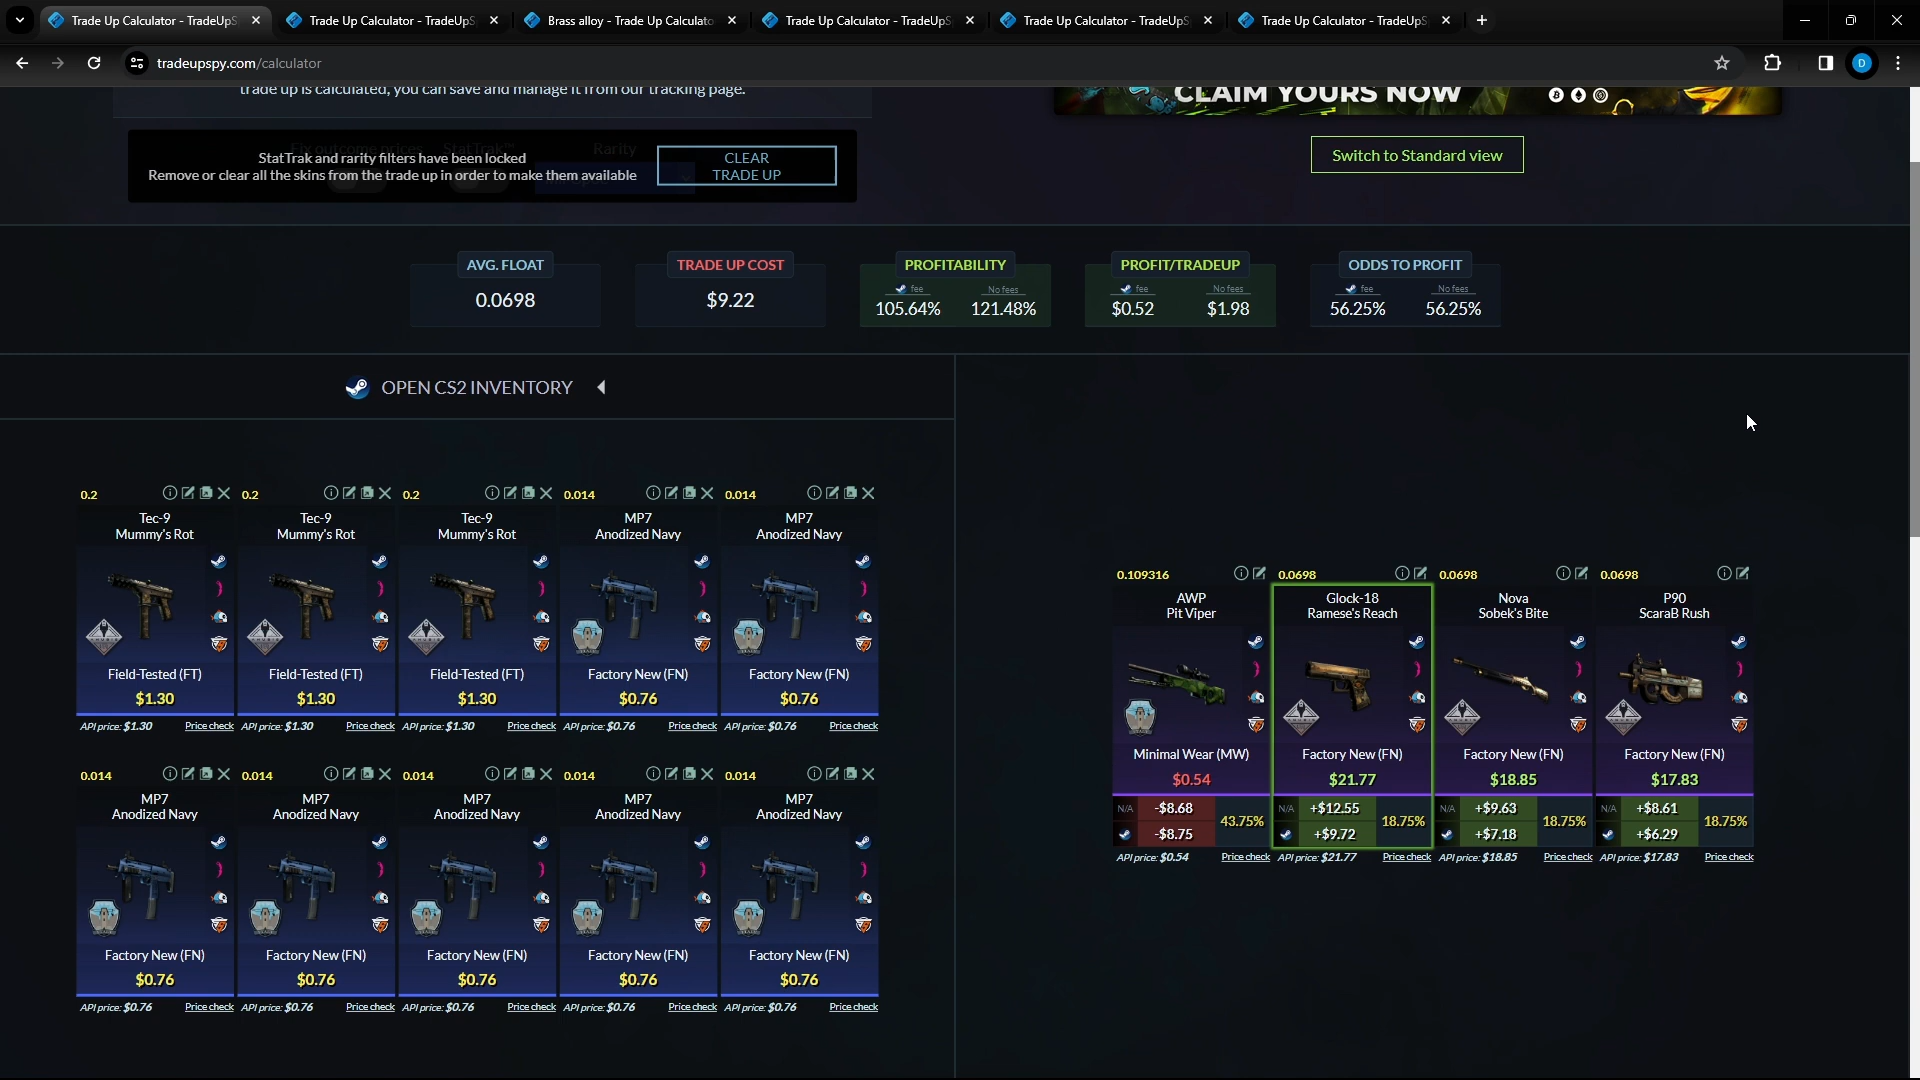 Trade Up Calculator - TradeUpS
Trade Up Calculator - TradeUpS
Brass alloy - Trade Up Calculato
Trade Up Calculator - TradeUpS
Trade Up Calculator - TradeUpS
Trade Up Calculator - TradeUpS
tradeupspy.com/calculator
D
trade up is calculated, you can save and manage it from our tracking page.
CLAIM YOURS NOW
Fix outcome prices StatTrak™ Rarity
StatTrak and rarity filters have been locked
Remove or clear all the skins from the trade up in order to make them available
CLEAR
TRADE UP
Switch to Standard view
AVG. FLOAT
0.0698
TRADE UP COST
$9.22
PROFITABILITY
fee No fees
105.64% 121.48%
PROFIT/TRADEUP
fee No fees
$0.52 $1.98
ODDS TO PROFIT
fee No fees
56.25% 56.25%
OPEN CS2 INVENTORY
0.2 0.2 0.2 0.014 0.014
Tec-9 Tec-9 Tec-9 MP7 MP7
Mummy's Rot Mummy's Rot Mummy's Rot Anodized Navy Anodized Navy
Field-Tested (FT) Field-Tested (FT) Field-Tested (FT) Factory New (FN) Factory New (FN)
$1.30 $1.30 $1.30 $0.76 $0.76
API price: $1.30 Price check API price: $1.30 Price check API price: $1.30 Price check API price: $0.76 Price check API price: $0.76 Price check
0.014 0.014 0.014 0.014 0.014
MP7 MP7 MP7 MP7 MP7
Anodized Navy Anodized Navy Anodized Navy Anodized Navy Anodized Navy
Factory New (FN) Factory New (FN) Factory New (FN) Factory New (FN) Factory New (FN)
$0.76 $0.76 $0.76 $0.76 $0.76
API price: $0.76 Price check API price: $0.76 Price check API price: $0.76 Price check API price: $0.76 Price check API price: $0.76 Price check
0.109316 0.0698 0.0698 0.0698
AWP Glock-18 Nova P90
Pit Viper Ramese's Reach Sobek's Bite ScaraB Rush
Minimal Wear (MW) Factory New (FN) Factory New (FN) Factory New (FN)
$0.54 $21.77 $18.85 $17.83
N/A -$8.68 N/A +$12.55 N/A +$9.63 N/A +$8.61
43.75% 18.75% 18.75% 18.75%
-$8.75 +$9.72 +$7.18 +$6.29
API price: $0.54 Price check API price: $21.77 Price check API price: $18.85 Price check API price: $17.83 Price check